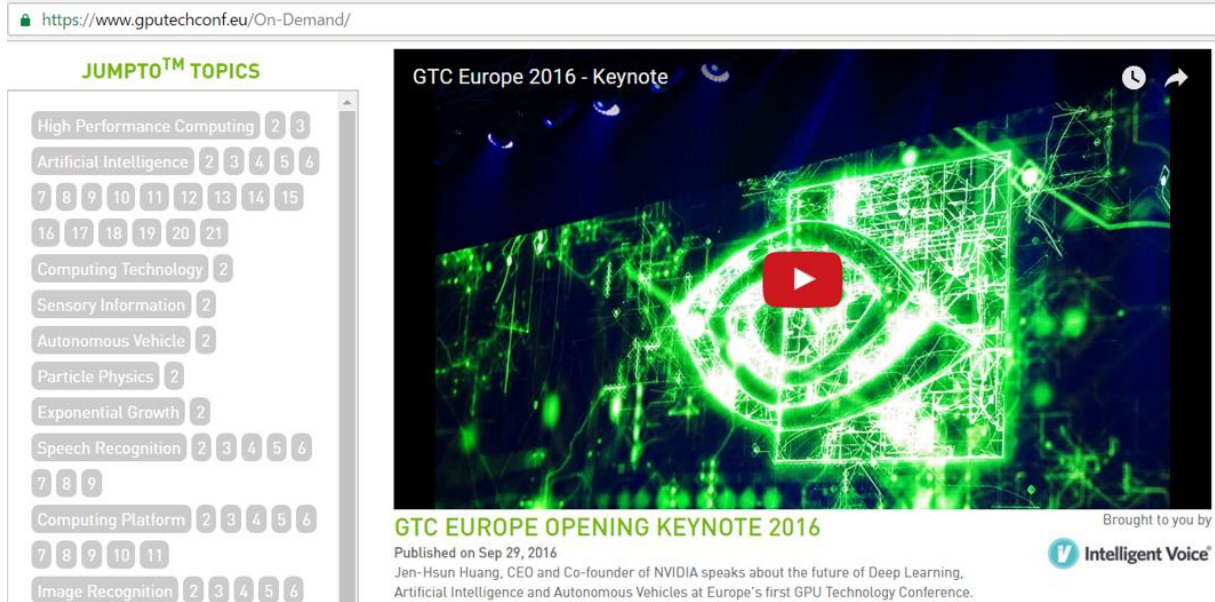 https://www.gputechconf.eu/On-Demand/
JUMPTO™ TOPICS
High Performance Computing 2 3
Artificial Intelligence 2 3 4 5 6
7 8 9 10 11 12 13 14 15
16 17 18 19 20 21
Computing Technology 2
Sensory Information 2
Autonomous Vehicle 2
Particle Physics 2
Exponential Growth 2
Speech Recognition 2 3 4 5 6
7 8 9
Computing Platform 2 3 4 5 6
7 8 9 10 11
Image Recognition 2 3 4 5 6
GTC Europe 2016 - Keynote
GTC EUROPE OPENING KEYNOTE 2016
Published on Sep 29, 2016
Jen-Hsun Huang, CEO and Co-founder of NVIDIA speaks about the future of Deep Learning,
Artificial Intelligence and Autonomous Vehicles at Europe's first GPU Technology Conference.
Brought to you by
Intelligent Voice®